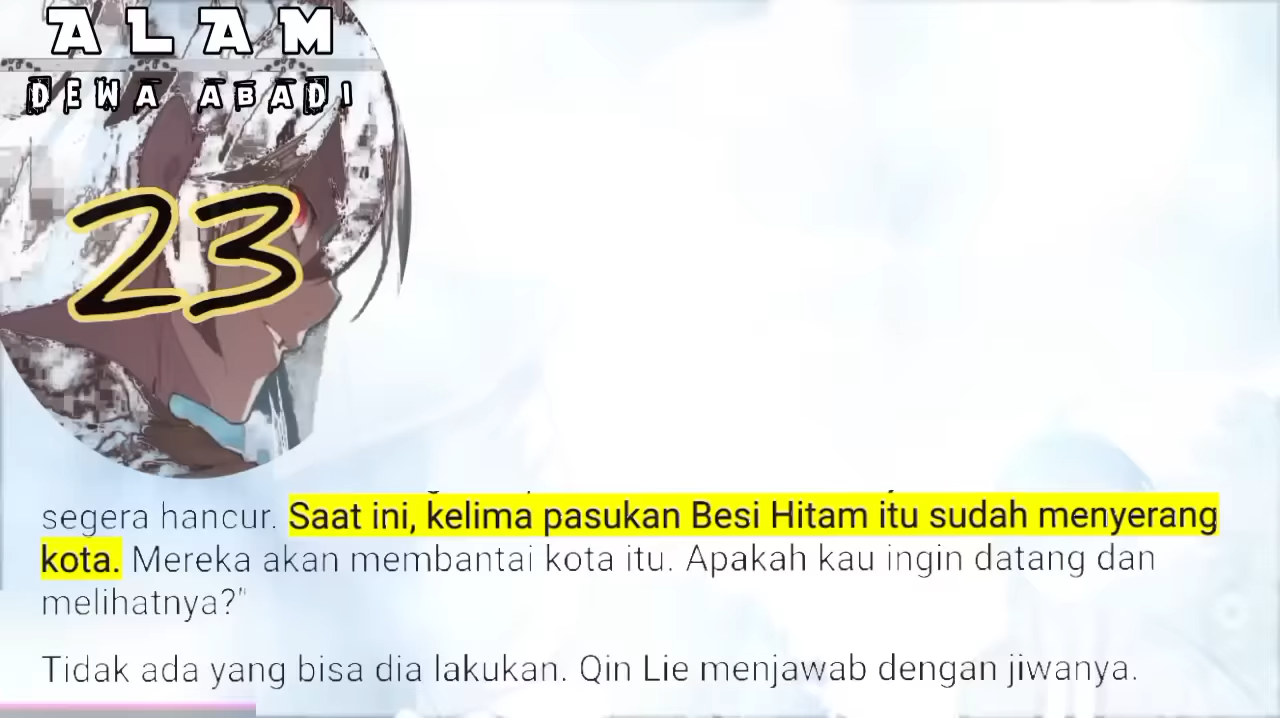 ALAM
DEWA ABADI
23
segera hancur. Saat ini, kelima pasukan Besi Hitam itu sudah menyerang
kota. Mereka akan membantai kota itu. Apakah kau ingin datang dan
melihatnya?"
Tidak ada yang bisa dia lakukan. Qin Lie menjawab dengan jiwanya.